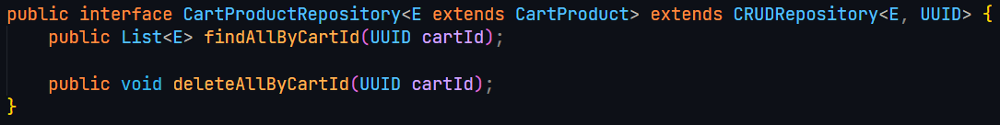 public interface CartProductRepository<E extends CartProduct> extends CRUDRepository<E, UUID> {
    public List<E> findAllByCartId(UUID cartId);

    public void deleteAllByCartId(UUID cartId);
}